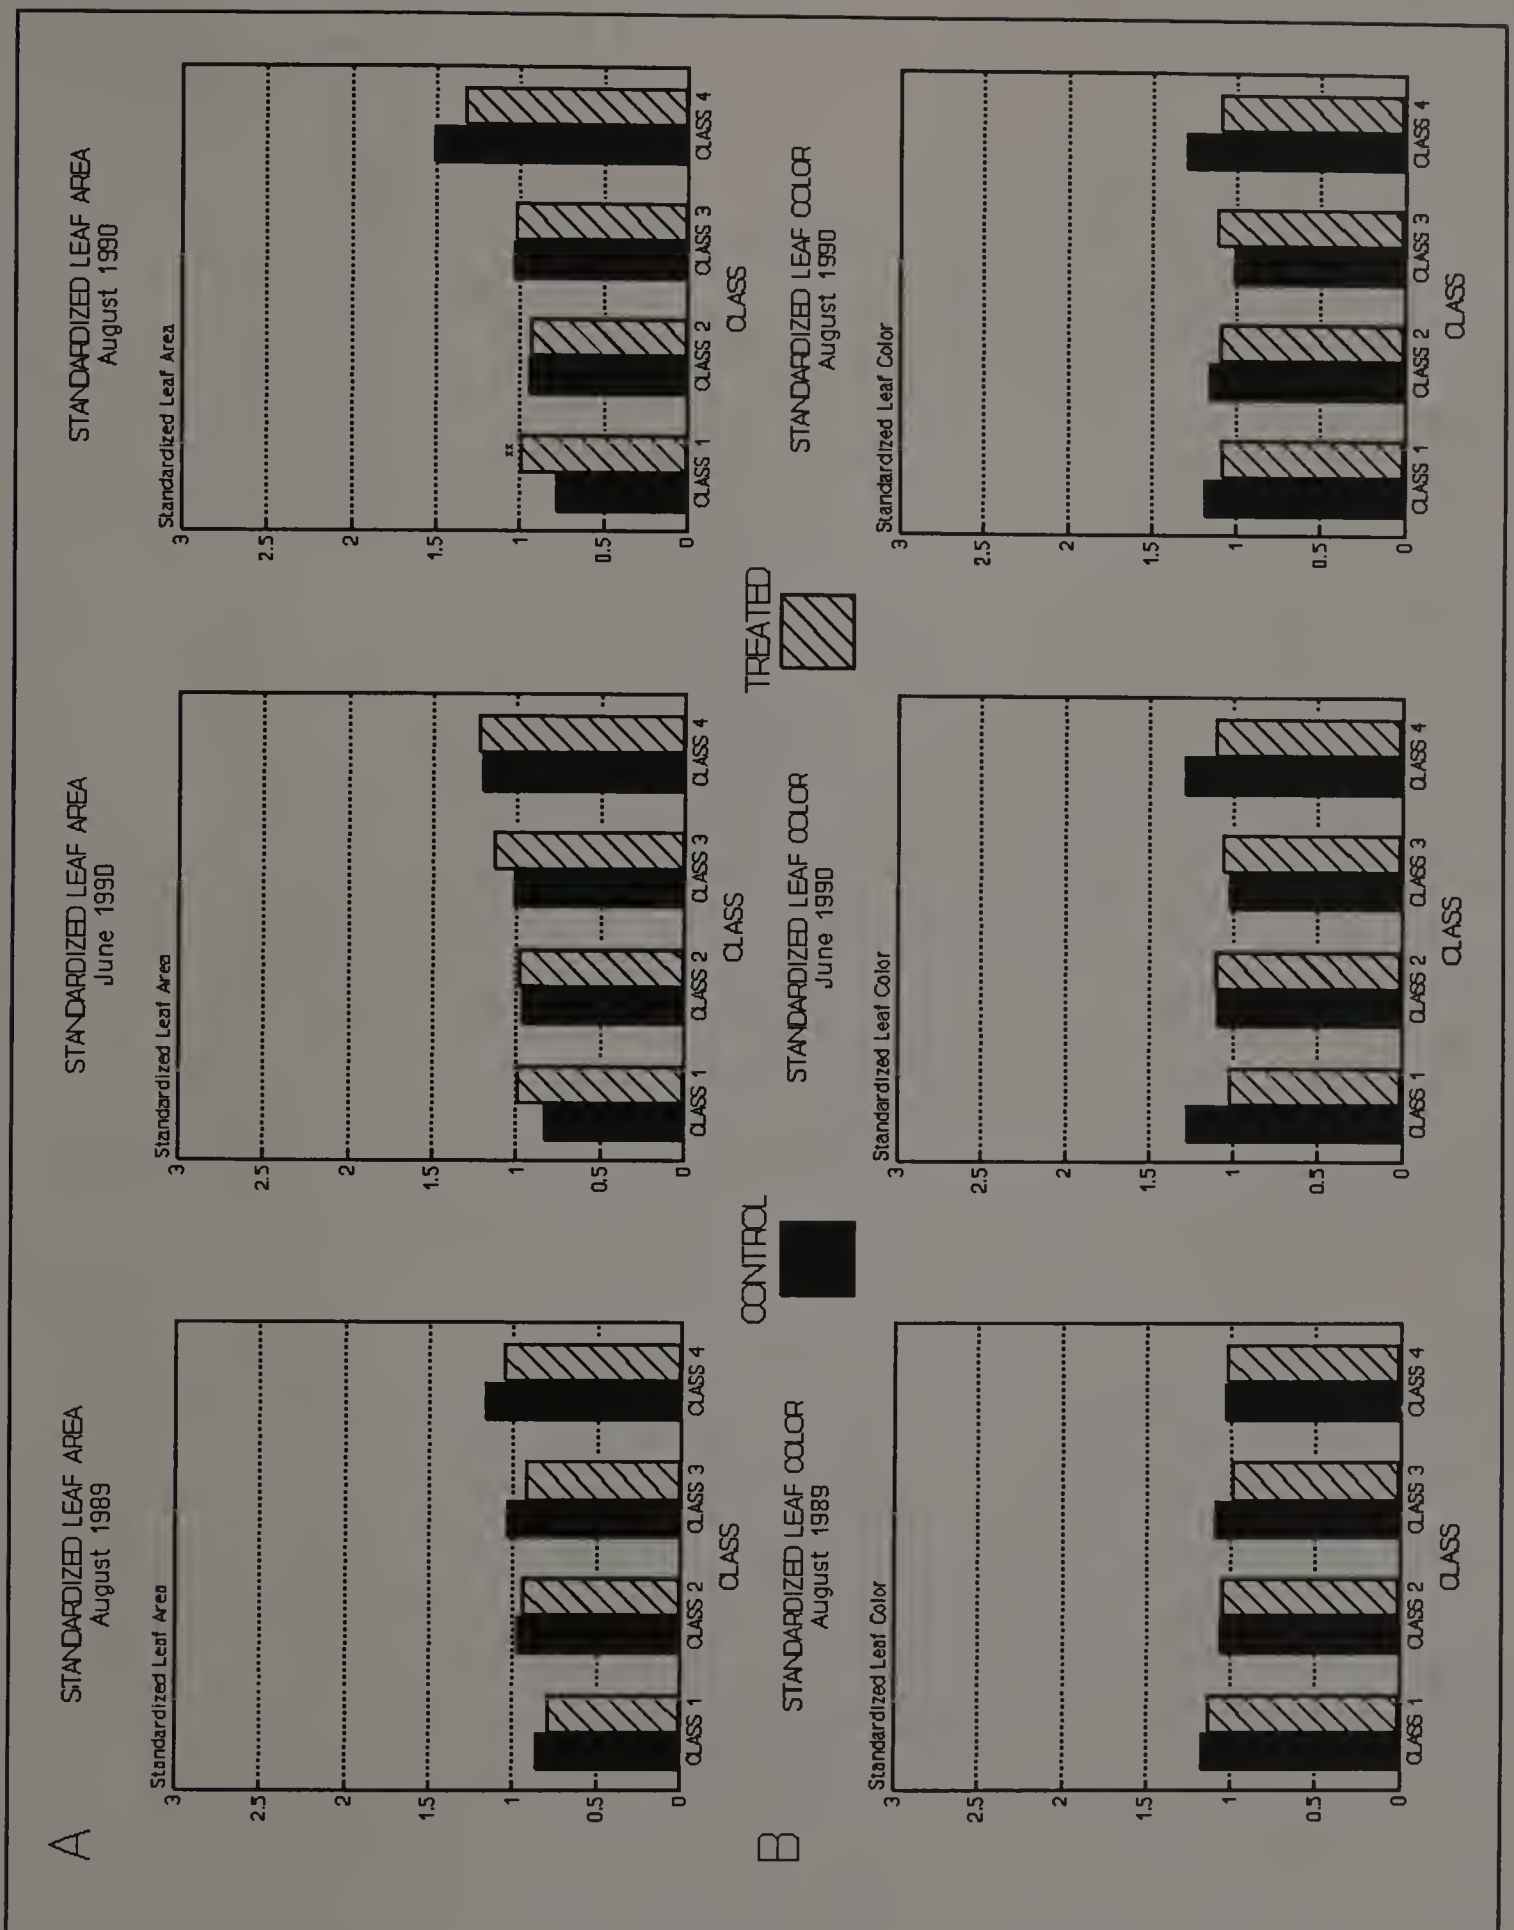 A
STANDARDIZED LEAF AREA
August 1989
Standardized Leaf Area
3
2.5
2
1.5
1
0.5
0
CLASS 1 CLASS 2 CLASS 3 CLASS 4
CLASS
STANDARDIZED LEAF AREA
June 1990
Standardized Leaf Area
3
2.5
2
1.5
1
0.5
0
CLASS 1 CLASS 2 CLASS 3 CLASS 4
CLASS
STANDARDIZED LEAF AREA
August 1990
Standardized Leaf Area
3
2.5
2
1.5
1
0.5
0
xx
CLASS 1 CLASS 2 CLASS 3 CLASS 4
CLASS
CONTROL
TREATED
B
STANDARDIZED LEAF COLOR
August 1989
Standardized Leaf Color
3
2.5
2
1.5
1
0.5
0
CLASS 1 CLASS 2 CLASS 3 CLASS 4
CLASS
STANDARDIZED LEAF COLOR
June 1990
Standardized Leaf Color
3
2.5
2
1.5
1
0.5
0
CLASS 1 CLASS 2 CLASS 3 CLASS 4
CLASS
STANDARDIZED LEAF COLOR
August 1990
Standardized Leaf Color
3
2.5
2
1.5
1
0.5
0
CLASS 1 CLASS 2 CLASS 3 CLASS 4
CLASS